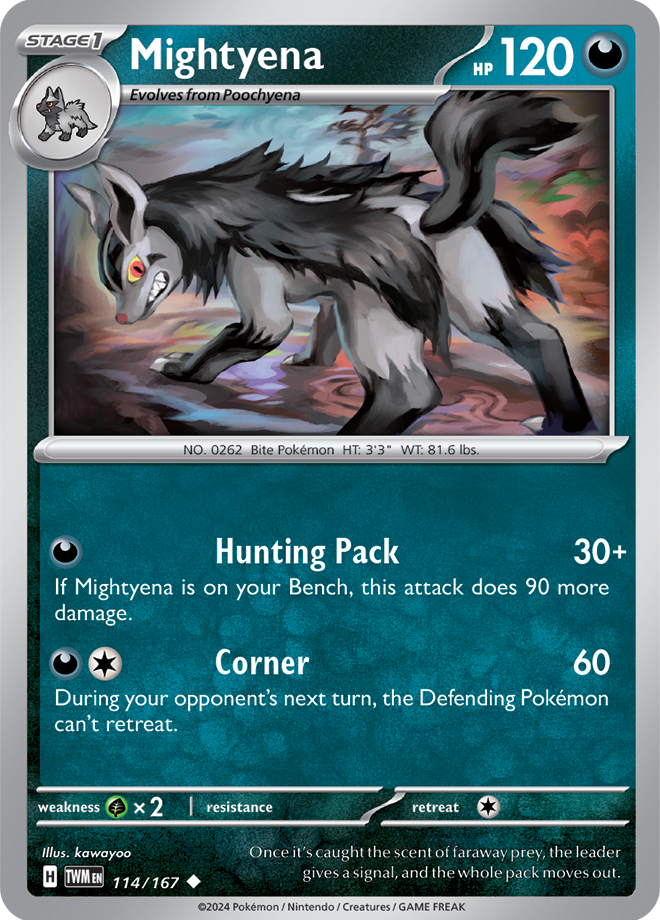 STAGE1
Mightyena
HP 120
Evolves from Poochyena
NO. 0262 Bite Pokémon HT: 3'3" WT: 81.6 lbs.
Hunting Pack 30+
If Mightyena is on your Bench, this attack does 90 more
damage.
Corner 60
During your opponent's next turn, the Defending Pokémon
can't retreat.
weakness ×2 resistance retreat
Illus. kawayoo
Once it's caught the scent of faraway prey, the leader
gives a signal, and the whole pack moves out.
H TWM EN 114/167
©2024 Pokémon / Nintendo / Creatures / GAME FREAK